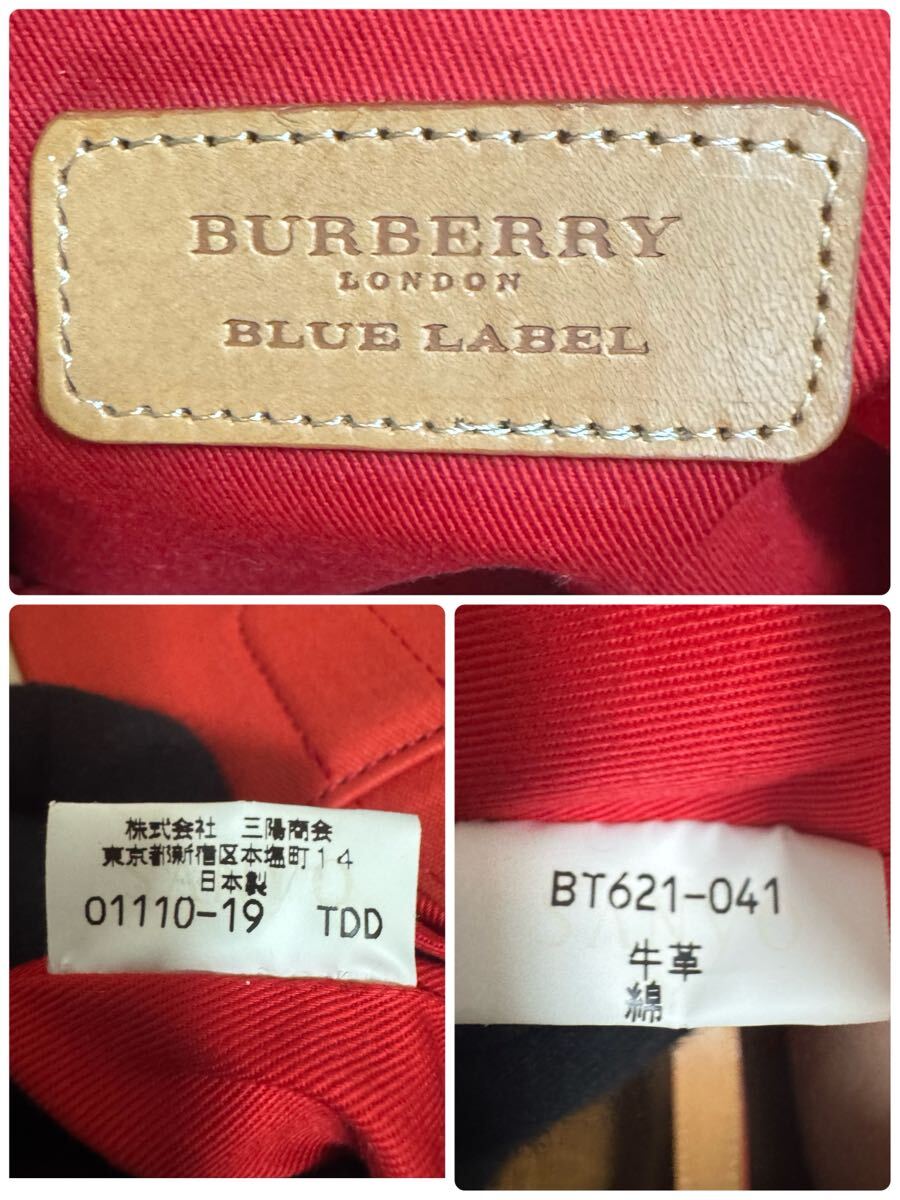 BURBERRY
LONDON
BLUE LABEL
株式会社 三陽商会
東京都新宿区本塩町14
日本製
01110-19 TDD
BT621-041
牛革
綿